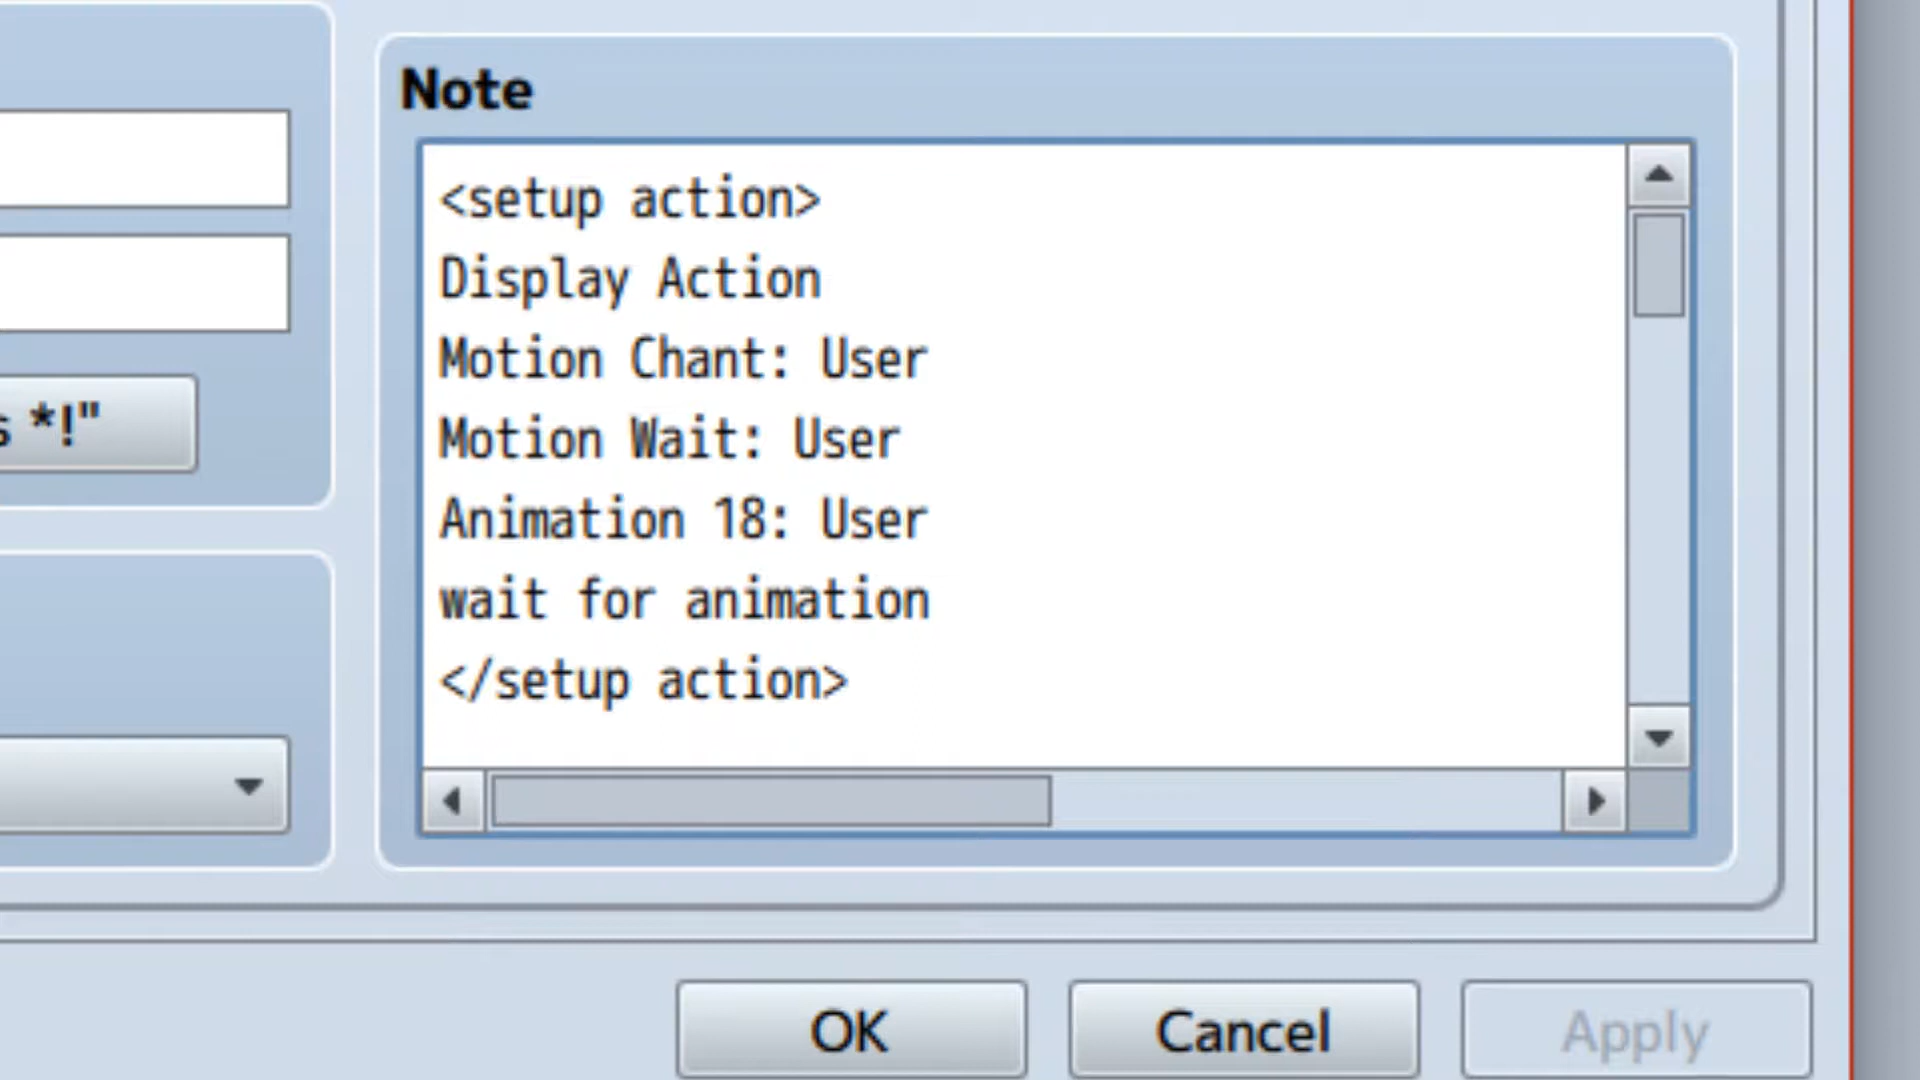 Note
<setup action>
Display Action
Motion Chant: User
Motion Wait: User
Animation 18: User
wait for animation
</setup action>
s *!"
OK
Cancel
Apply